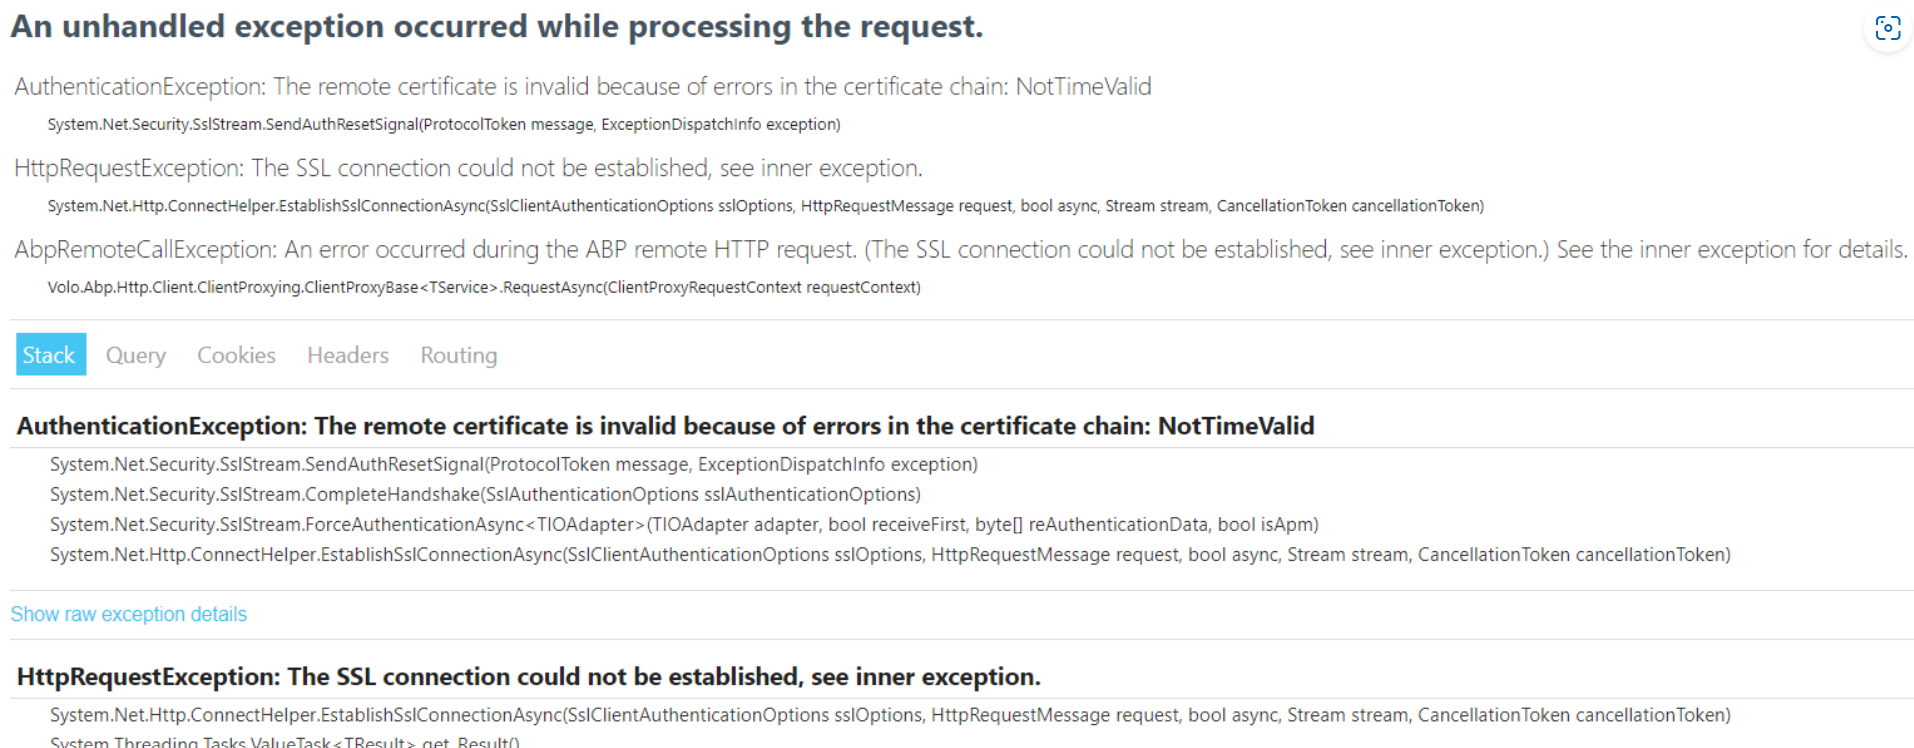 An unhandled exception occurred while processing the request.
AuthenticationException: The remote certificate is invalid because of errors in the certificate chain: NotTimeValid
System.Net.Security.SslStream.SendAuthResetSignal(ProtocolToken message, ExceptionDispatchInfo exception)
HttpRequestException: The SSL connection could not be established, see inner exception.
System.Net.Http.ConnectHelper.EstablishSslConnectionAsync(SslClientAuthenticationOptions sslOptions, HttpRequestMessage request, bool async, Stream stream, CancellationToken cancellationToken)
AbpRemoteCallException: An error occurred during the ABP remote HTTP request. (The SSL connection could not be established, see inner exception.) See the inner exception for details.
Volo.Abp.Http.Client.ClientProxying.ClientProxyBase<TService>.RequestAsync(ClientProxyRequestContext requestContext)
Stack Query Cookies Headers Routing
AuthenticationException: The remote certificate is invalid because of errors in the certificate chain: NotTimeValid
System.Net.Security.SslStream.SendAuthResetSignal(ProtocolToken message, ExceptionDispatchInfo exception)
System.Net.Security.SslStream.CompleteHandshake(SslAuthenticationOptions sslAuthenticationOptions)
System.Net.Security.SslStream.ForceAuthenticationAsync<TIOAdapter>(TIOAdapter adapter, bool receiveFirst, byte[] reAuthenticationData, bool isApm)
System.Net.Http.ConnectHelper.EstablishSslConnectionAsync(SslClientAuthenticationOptions sslOptions, HttpRequestMessage request, bool async, Stream stream, CancellationToken cancellationToken)
Show raw exception details
HttpRequestException: The SSL connection could not be established, see inner exception.
System.Net.Http.ConnectHelper.EstablishSslConnectionAsync(SslClientAuthenticationOptions sslOptions, HttpRequestMessage request, bool async, Stream stream, CancellationToken cancellationToken)
System.Threading.Tasks.ValueTask<TResult>.get_Result()